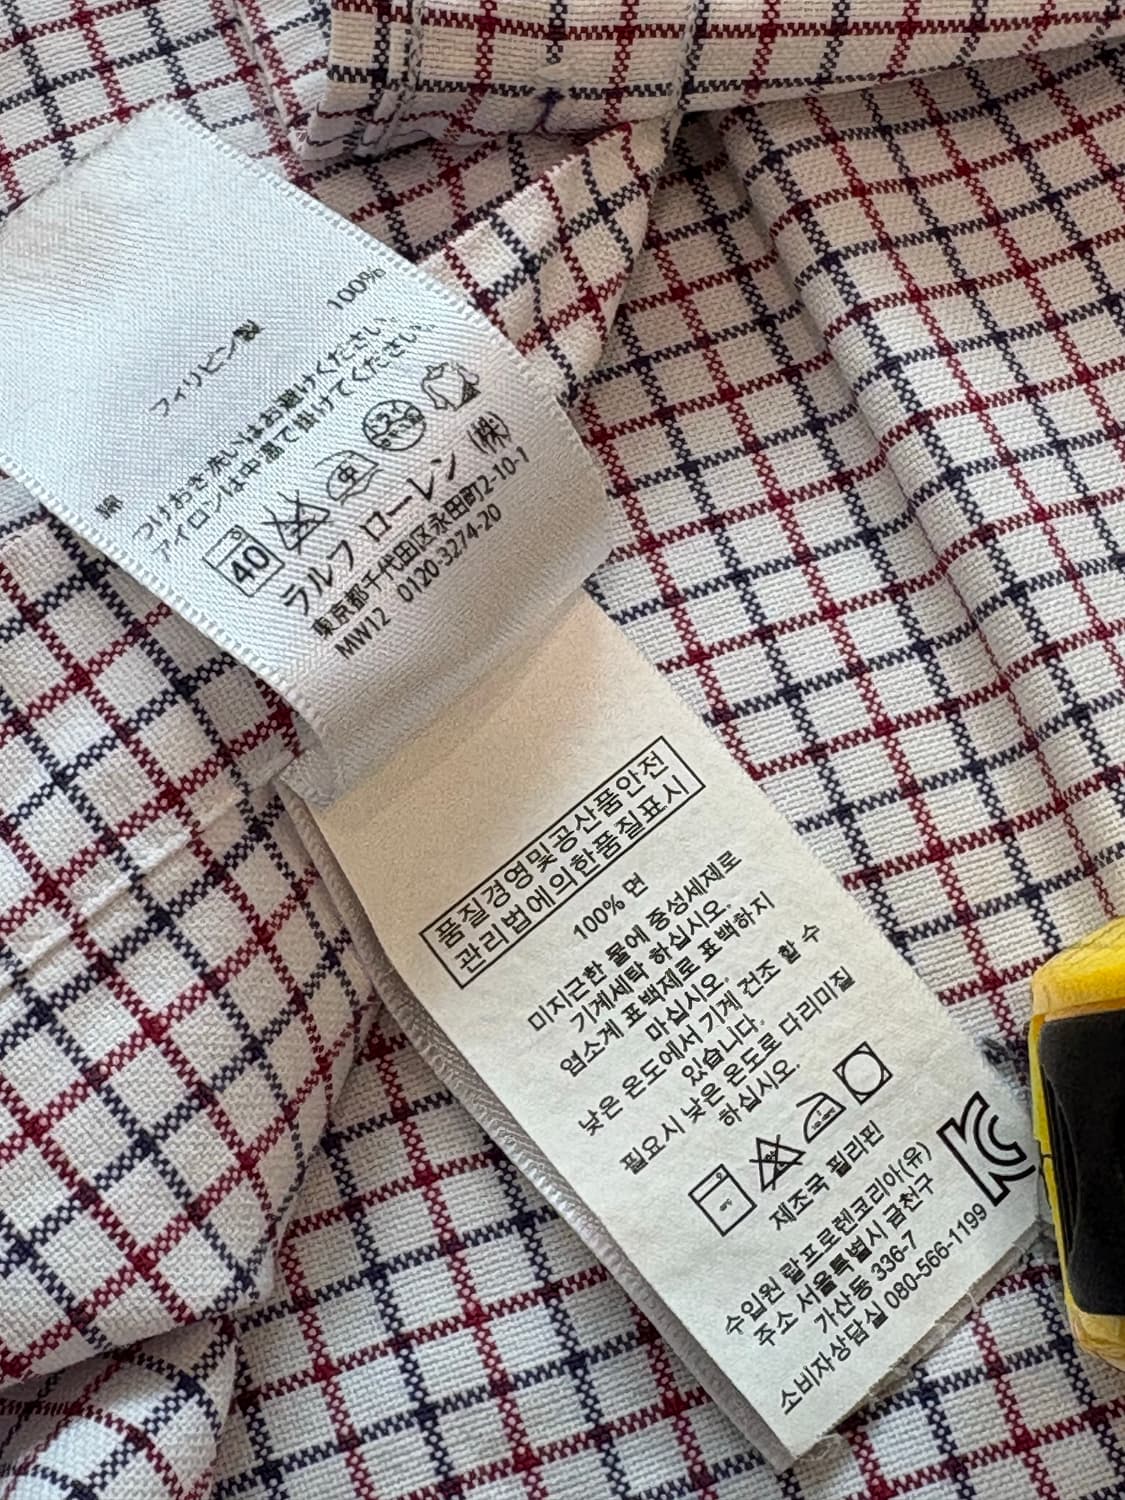 綿 100%
フィリピン製
つけおき洗いはお避けください。
アイロンは中温で掛けてください。
40
ラルフ ローレン (株)
東京都千代田区永田町2-10-1
MW12 0120-3274-20
품질경영및공산품안전
관리법에의한품질표시
100% 면
미지근한 물에 중성세제로
기계세탁 하십시오.
염소계 표백제로 표백하지
마십시오.
낮은 온도에서 기계 건조 할 수
있습니다.
필요시 낮은 온도로 다리미질
하십시오.
제조국 필리핀
수입원 랄프로렌코리아(유)
주소 서울특별시 금천구
가산동 336-7
소비자상담실 080-566-1199